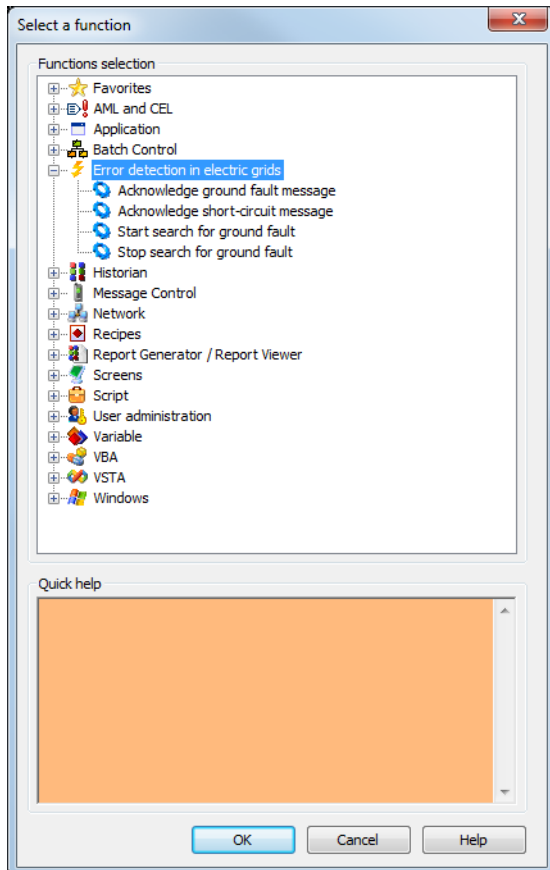 Select a function
Functions selection
Favorites
AML and CEL
Application
Batch Control
Error detection in electric grids
Acknowledge ground fault message
Acknowledge short-circuit message
Start search for ground fault
Stop search for ground fault
Historian
Message Control
Network
Recipes
Report Generator / Report Viewer
Screens
Script
User administration
Variable
VBA
VSTA
Windows
Quick help
OK Cancel Help